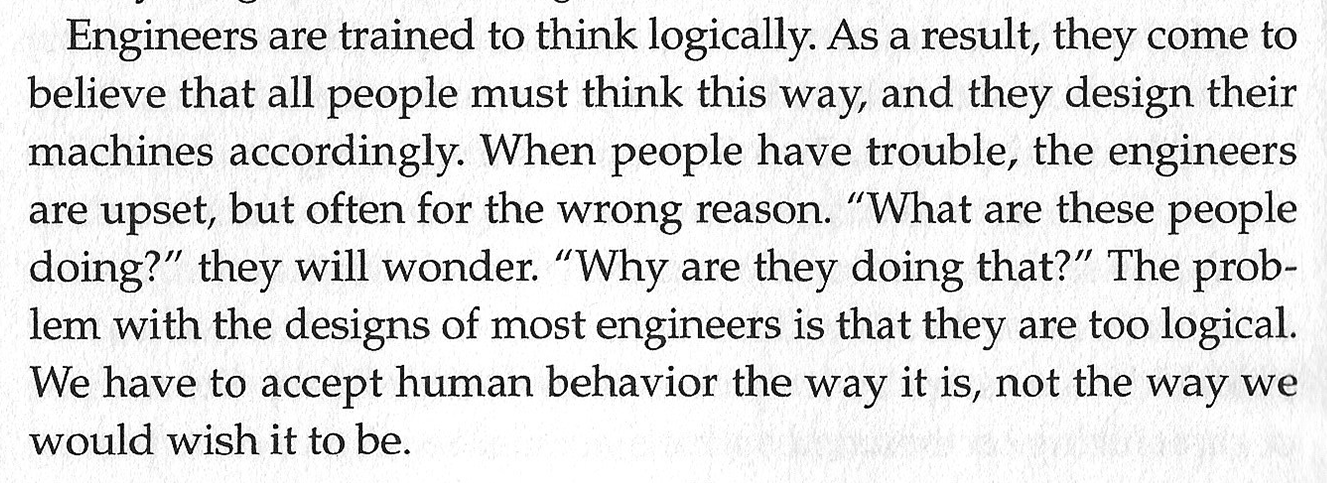 Engineers are trained to think logically. As a result, they come to
believe that all people must think this way, and they design their
machines accordingly. When people have trouble, the engineers
are upset, but often for the wrong reason. “What are these people
doing?” they will wonder. “Why are they doing that?” The prob-
lem with the designs of most engineers is that they are too logical.
We have to accept human behavior the way it is, not the way we
would wish it to be.